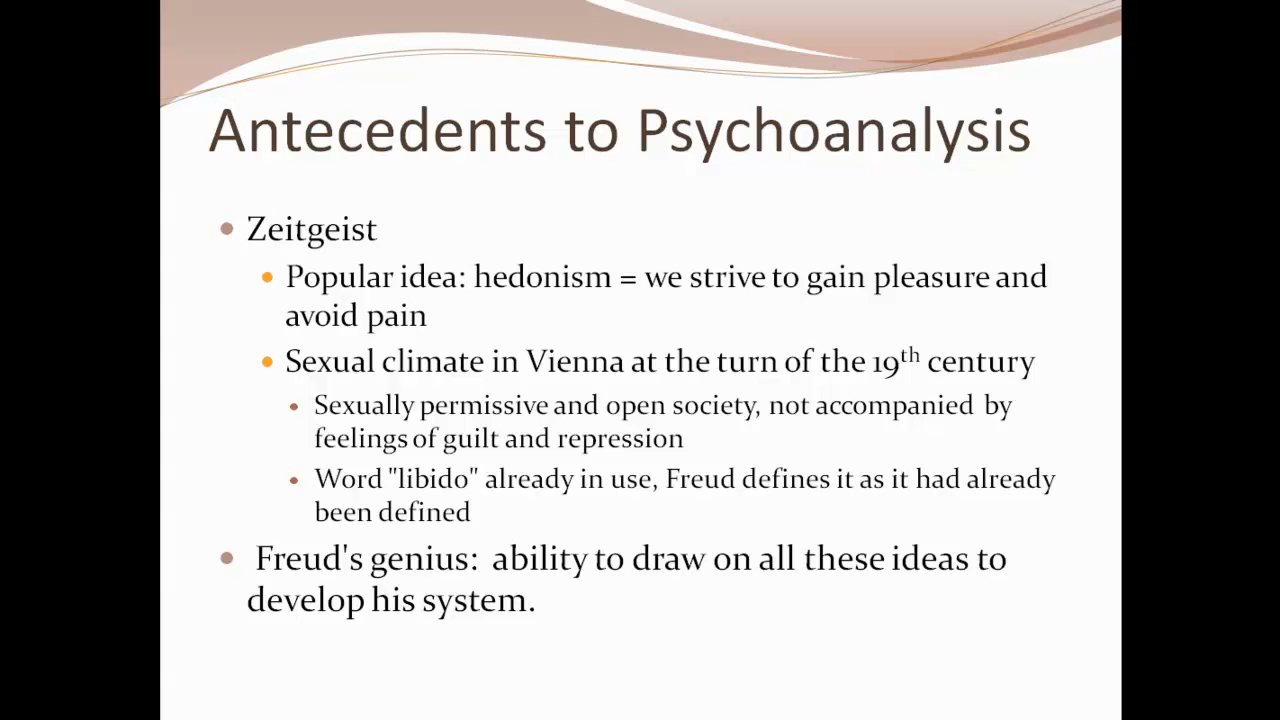 Antecedents to Psychoanalysis
• Zeitgeist
• Popular idea: hedonism = we strive to gain pleasure and
avoid pain
• Sexual climate in Vienna at the turn of the 19th century
• Sexually permissive and open society, not accompanied by
feelings of guilt and repression
• Word "libido" already in use, Freud defines it as it had already
been defined
• Freud's genius: ability to draw on all these ideas to
develop his system.